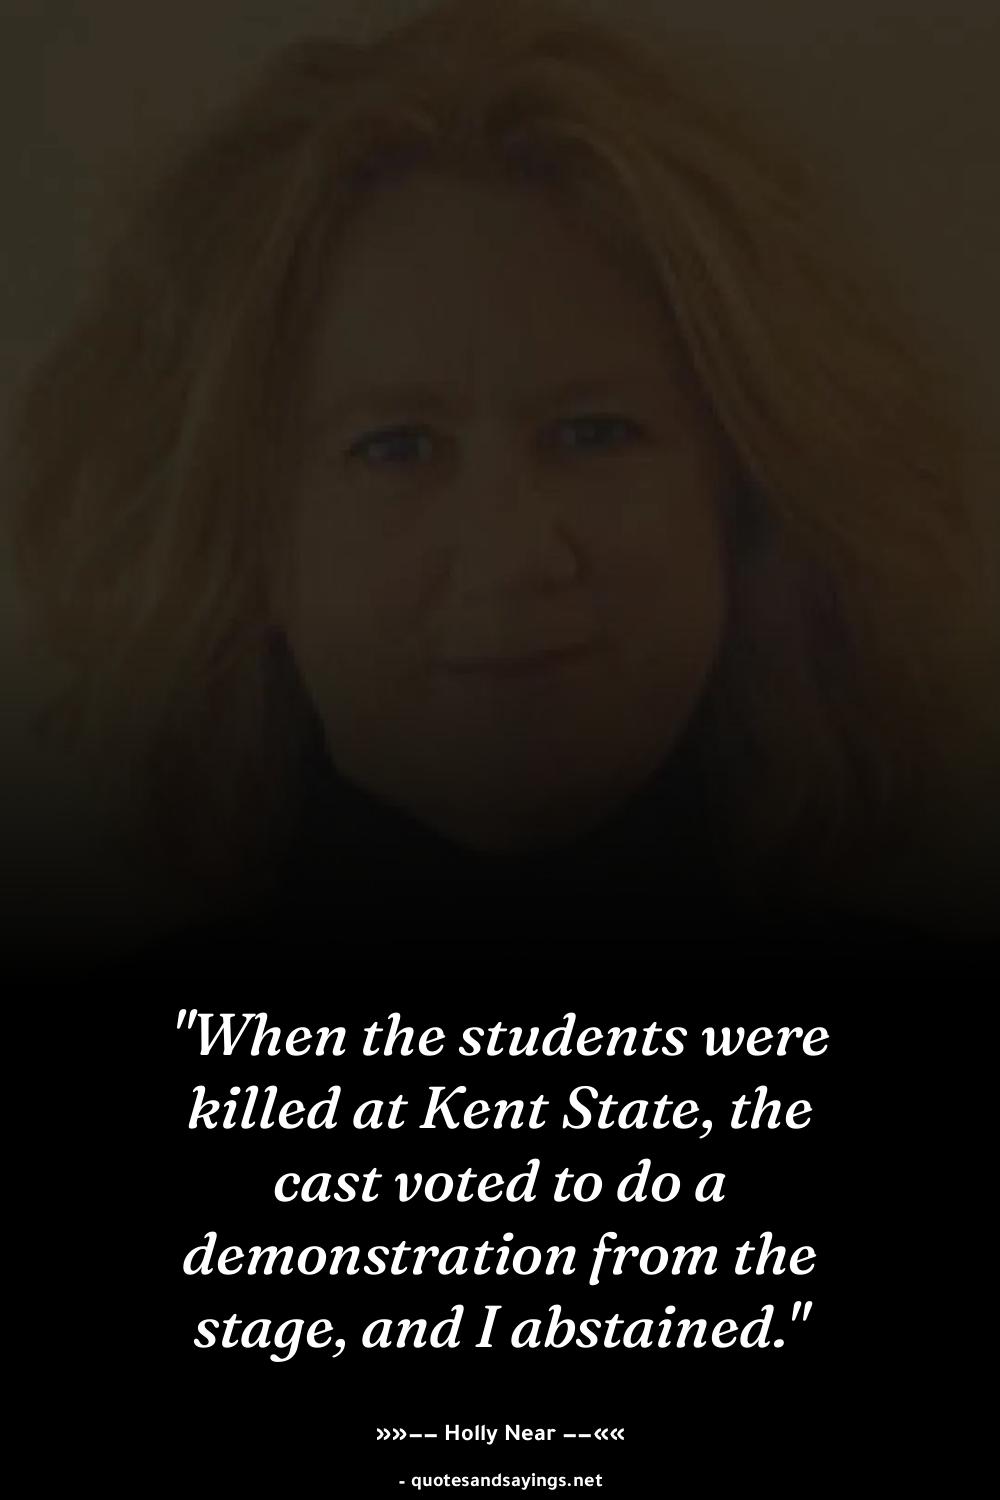 "When the students were
killed at Kent State, the
cast voted to do a
demonstration from the
stage, and I abstained."
»»—— Holly Near ——««
- quotesandsayings.net